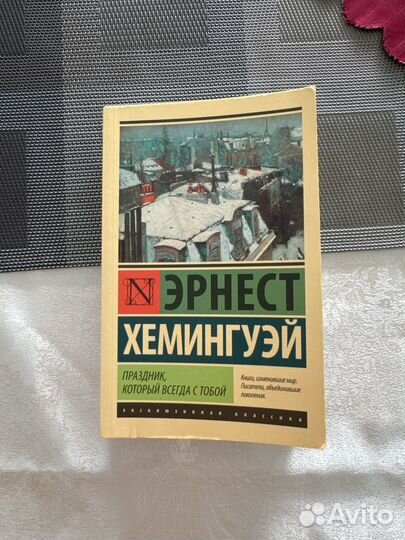 N
ЭРНЕСТ
ХЕМИНГУЭЙ
ПРАЗДНИК,
КОТОРЫЙ ВСЕГДА С ТОБОЙ
Книги, изменившие мир.
Писатели, объединившие
поколения.
ЭКСКЛЮЗИВНАЯ КЛАССИКА
Avito